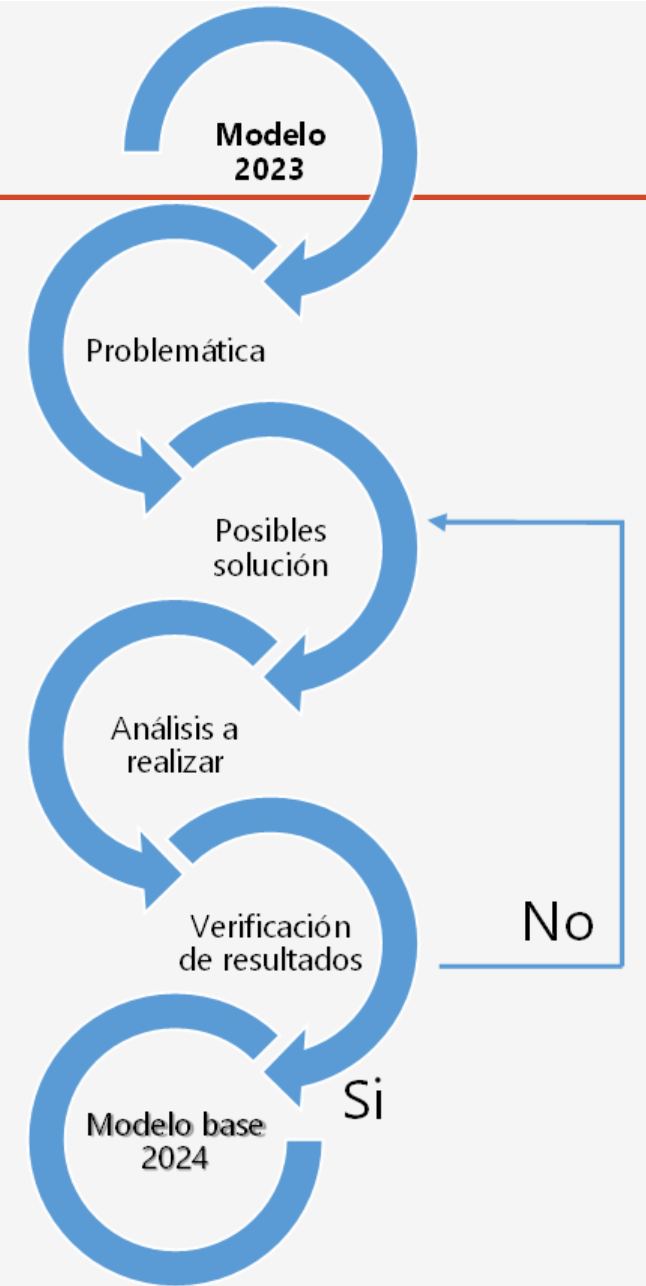 Modelo
2023
Problemática
Posibles
solución
Análisis a
realizar
Verificación
de resultados
No
Si
Modelo base
2024